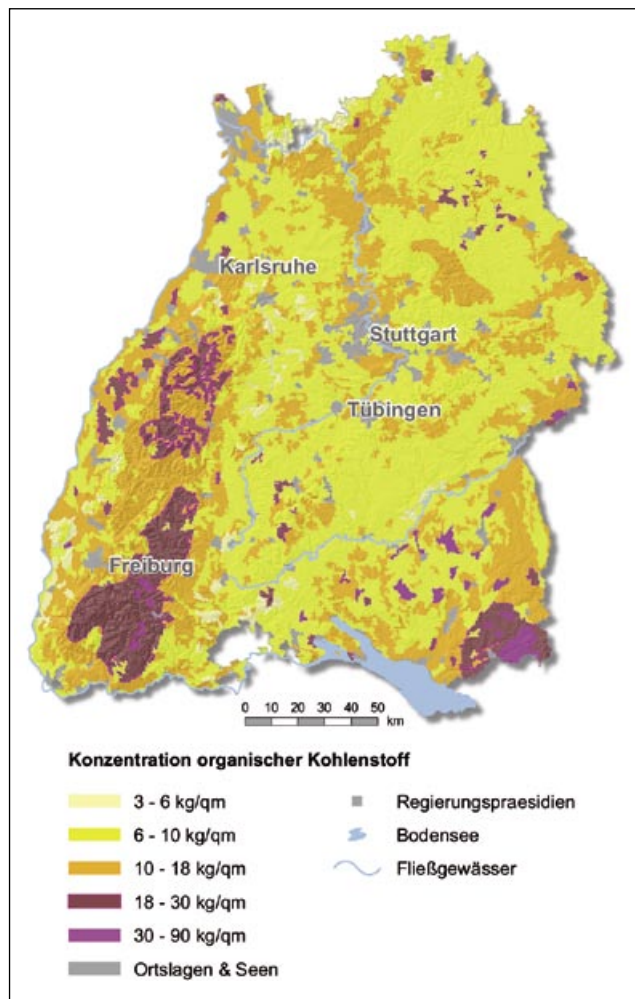 Karlsruhe
Stuttgart
Tübingen
Freiburg
0 10 20 30 40 50
km
Konzentration organischer Kohlenstoff
3 - 6 kg/qm
6 - 10 kg/qm
10 - 18 kg/qm
18 - 30 kg/qm
30 - 90 kg/qm
Ortslagen & Seen
Regierungspraesidien
Bodensee
Fließgewässer